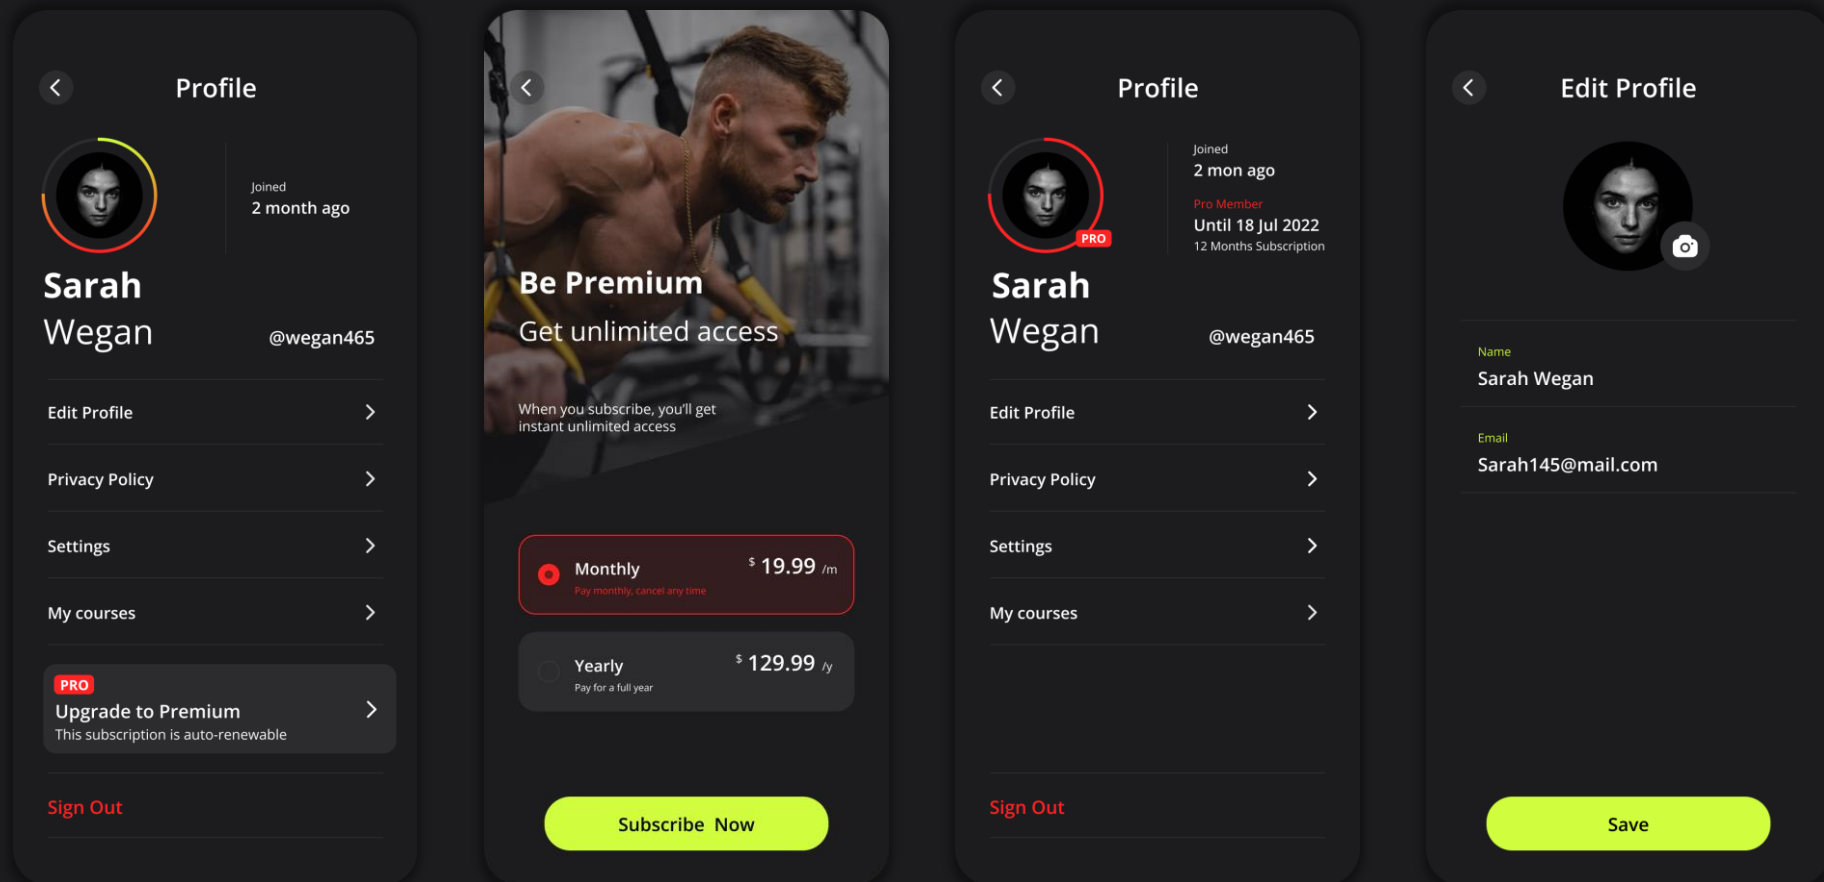 Profile
Joined
2 month ago
Sarah
Wegan
@wegan465
Edit Profile
Privacy Policy
Settings
My courses
PRO
Upgrade to Premium
This subscription is auto-renewable
Sign Out
Be Premium
Get unlimited access
When you subscribe, you'll get
instant unlimited access
Monthly
$ 19.99 /m
Pay monthly, cancel any time
Yearly
$ 129.99 /y
Pay for a full year
Subscribe Now
Profile
Joined
2 mon ago
Pro Member
Until 18 Jul 2022
12 Months Subscription
PRO
Sarah
Wegan
@wegan465
Edit Profile
Privacy Policy
Settings
My courses
Sign Out
Edit Profile
Name
Sarah Wegan
Email
Sarah145@mail.com
Save